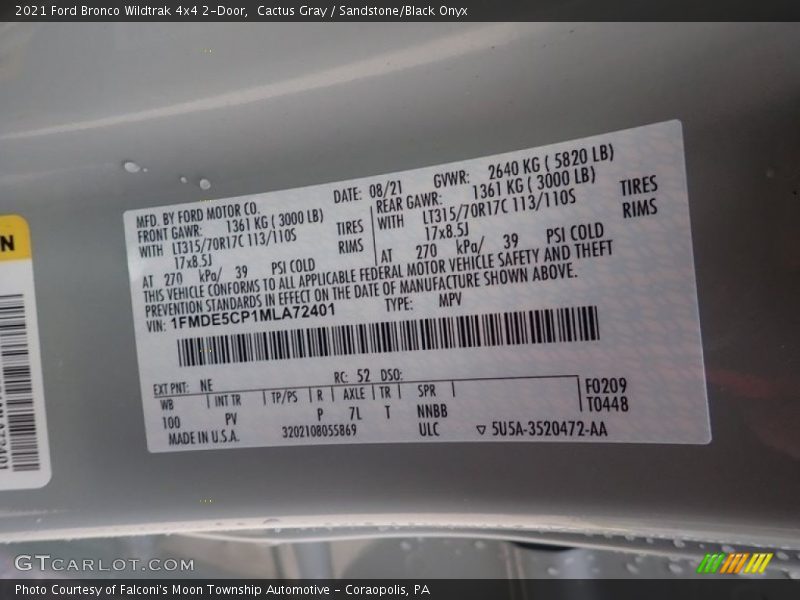 2021 Ford Bronco Wildtrak 4x4 2-Door,  Cactus Gray / Sandstone/Black Onyx
N
MFD. BY FORD MOTOR CO. DATE: 08/21 GVWR: 2640 KG ( 5820 LB)
FRONT GAWR: 1361 KG ( 3000 LB) REAR GAWR: 1361 KG ( 3000 LB)
WITH LT315/70R17C 113/110S TIRES WITH LT315/70R17C 113/110S TIRES
17x8.5J RIMS 17x8.5J RIMS
AT 270 kPa/ 39 PSI COLD AT 270 kPa/ 39 PSI COLD
THIS VEHICLE CONFORMS TO ALL APPLICABLE FEDERAL MOTOR VEHICLE SAFETY AND THEFT
PREVENTION STANDARDS IN EFFECT ON THE DATE OF MANUFACTURE SHOWN ABOVE.
VIN: 1FMDE5CP1MLA72401 TYPE: MPV
EXT PNT: NE RC: 52 DSO: F0209
WB INT TR TP/PS R AXLE TR SPR T0448
100 PV P 7L T NNBB
MADE IN U.S.A. 3202108055869 ULC ▽ 5U5A-3520472-AA
GTCARLOT.COM
Photo Courtesy of Falconi's Moon Township Automotive - Coraopolis, PA